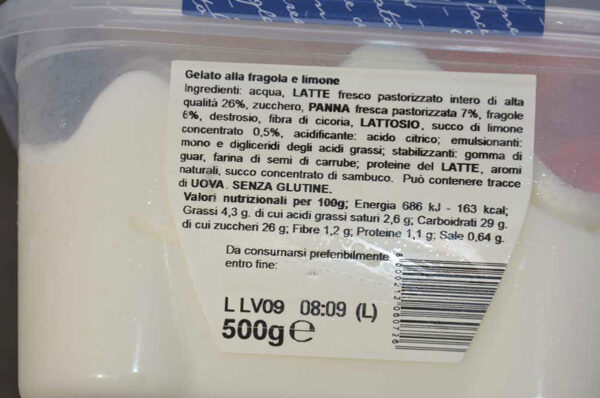 Gelato alla fragola e limone
Ingredienti: acqua, LATTE fresco pastorizzato intero di alta
qualità 26%, zucchero, PANNA fresca pastorizzata 7%, fragole
6%, destrosio, fibra di cicoria, LATTOSIO, succo di limone
concentrato 0,5%, acidificante: acido citrico; emulsionanti:
mono e digliceridi degli acidi grassi; stabilizzanti: gomma di
guar, farina di semi di carrube; proteine del LATTE, aromi
naturali, succo concentrato di sambuco. Può contenere tracce
di UOVA. SENZA GLUTINE.
Valori nutrizionali per 100g; Energia 686 kJ - 163 kcal;
Grassi 4,3 g. di cui acidi grassi saturi 2,6 g; Carboidrati 29 g.
di cui zuccheri 26 g; Fibre 1,2 g; Proteine 1,1 g; Sale 0,64 g.
Da consumarsi preferibilmente
entro fine:
L LV09 08:09 (L)
500g e